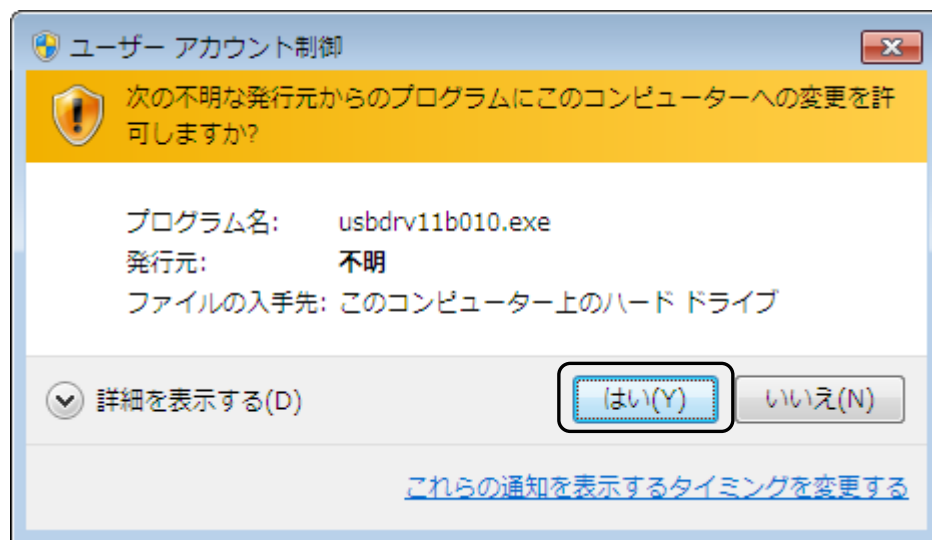 ユーザー アカウント制御
次の不明な発行元からのプログラムにこのコンピューターへの変更を許
可しますか?
プログラム名: usbdrv11b010.exe
発行元: 不明
ファイルの入手先: このコンピューター上のハード ドライブ
詳細を表示する(D) はい(Y) いいえ(N)
これらの通知を表示するタイミングを変更する